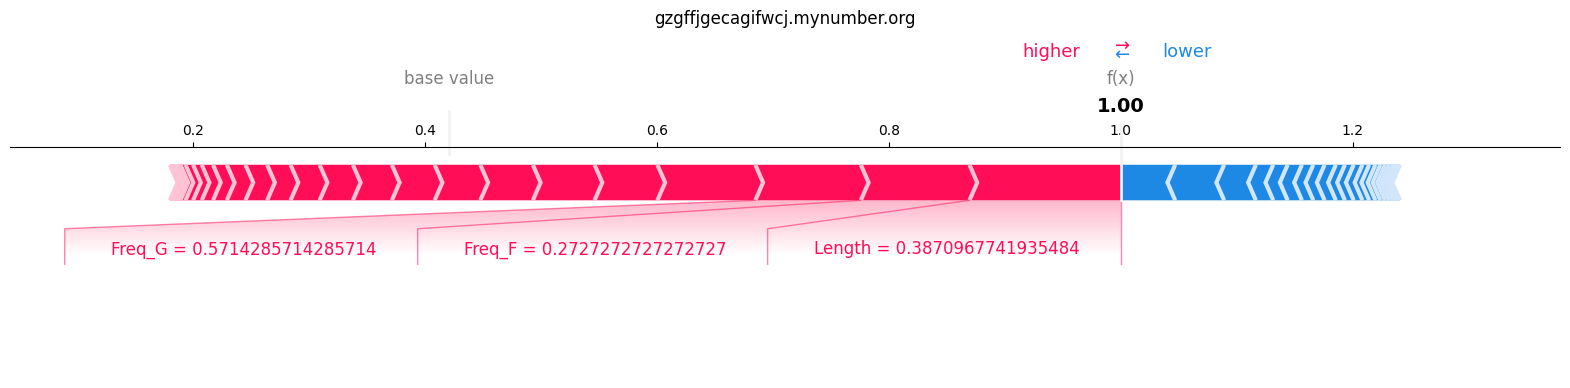 gzgffjgecagifwcj.mynumber.org
higher ⇄ lower
base value f(x)
1.00
0.2 0.4 0.6 0.8 1.0 1.2
Freq_G = 0.5714285714285714 Freq_F = 0.2727272727272727 Length = 0.3870967741935484